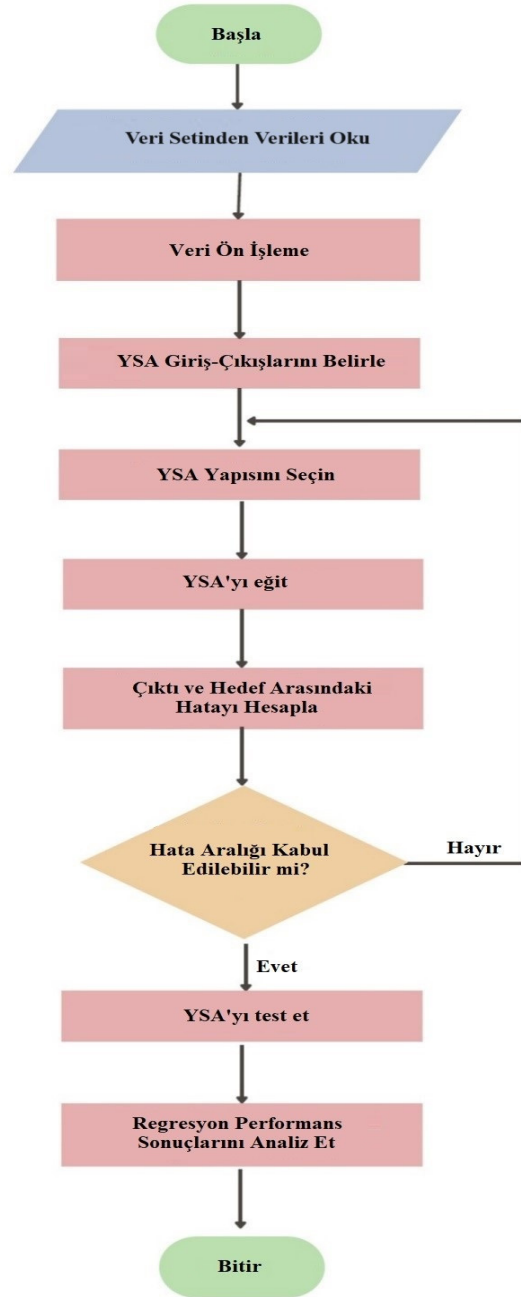 Başla
Veri Setinden Verileri Oku
Veri Ön İşleme
YSA Giriş-Çıkışlarını Belirle
YSA Yapısını Seçin
YSA'yı eğit
Çıktı ve Hedef Arasındaki
Hatayı Hesapla
Hata Aralığı Kabul
Edilebilir mi?
Hayır
Evet
YSA'yı test et
Regresyon Performans
Sonuçlarını Analiz Et
Bitir